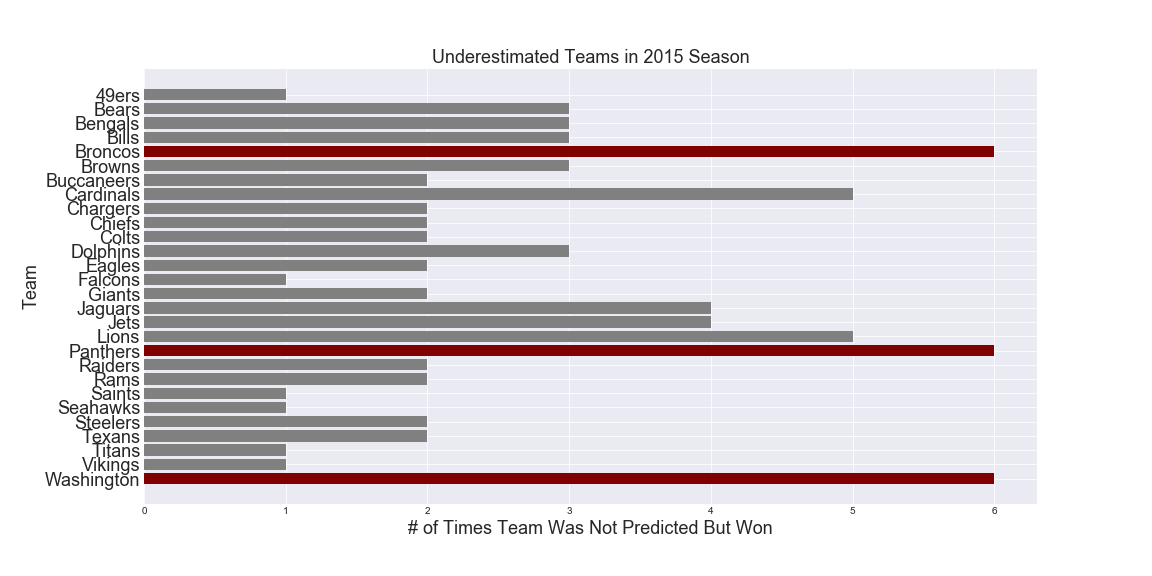 Underestimated Teams in 2015 Season
Team
49ers
Bears
Bengals
Bills
Broncos
Browns
Buccaneers
Cardinals
Chargers
Chiefs
Colts
Dolphins
Eagles
Falcons
Giants
Jaguars
Jets
Lions
Panthers
Raiders
Rams
Saints
Seahawks
Steelers
Texans
Titans
Vikings
Washington
0 1 2 3 4 5 6
# of Times Team Was Not Predicted But Won